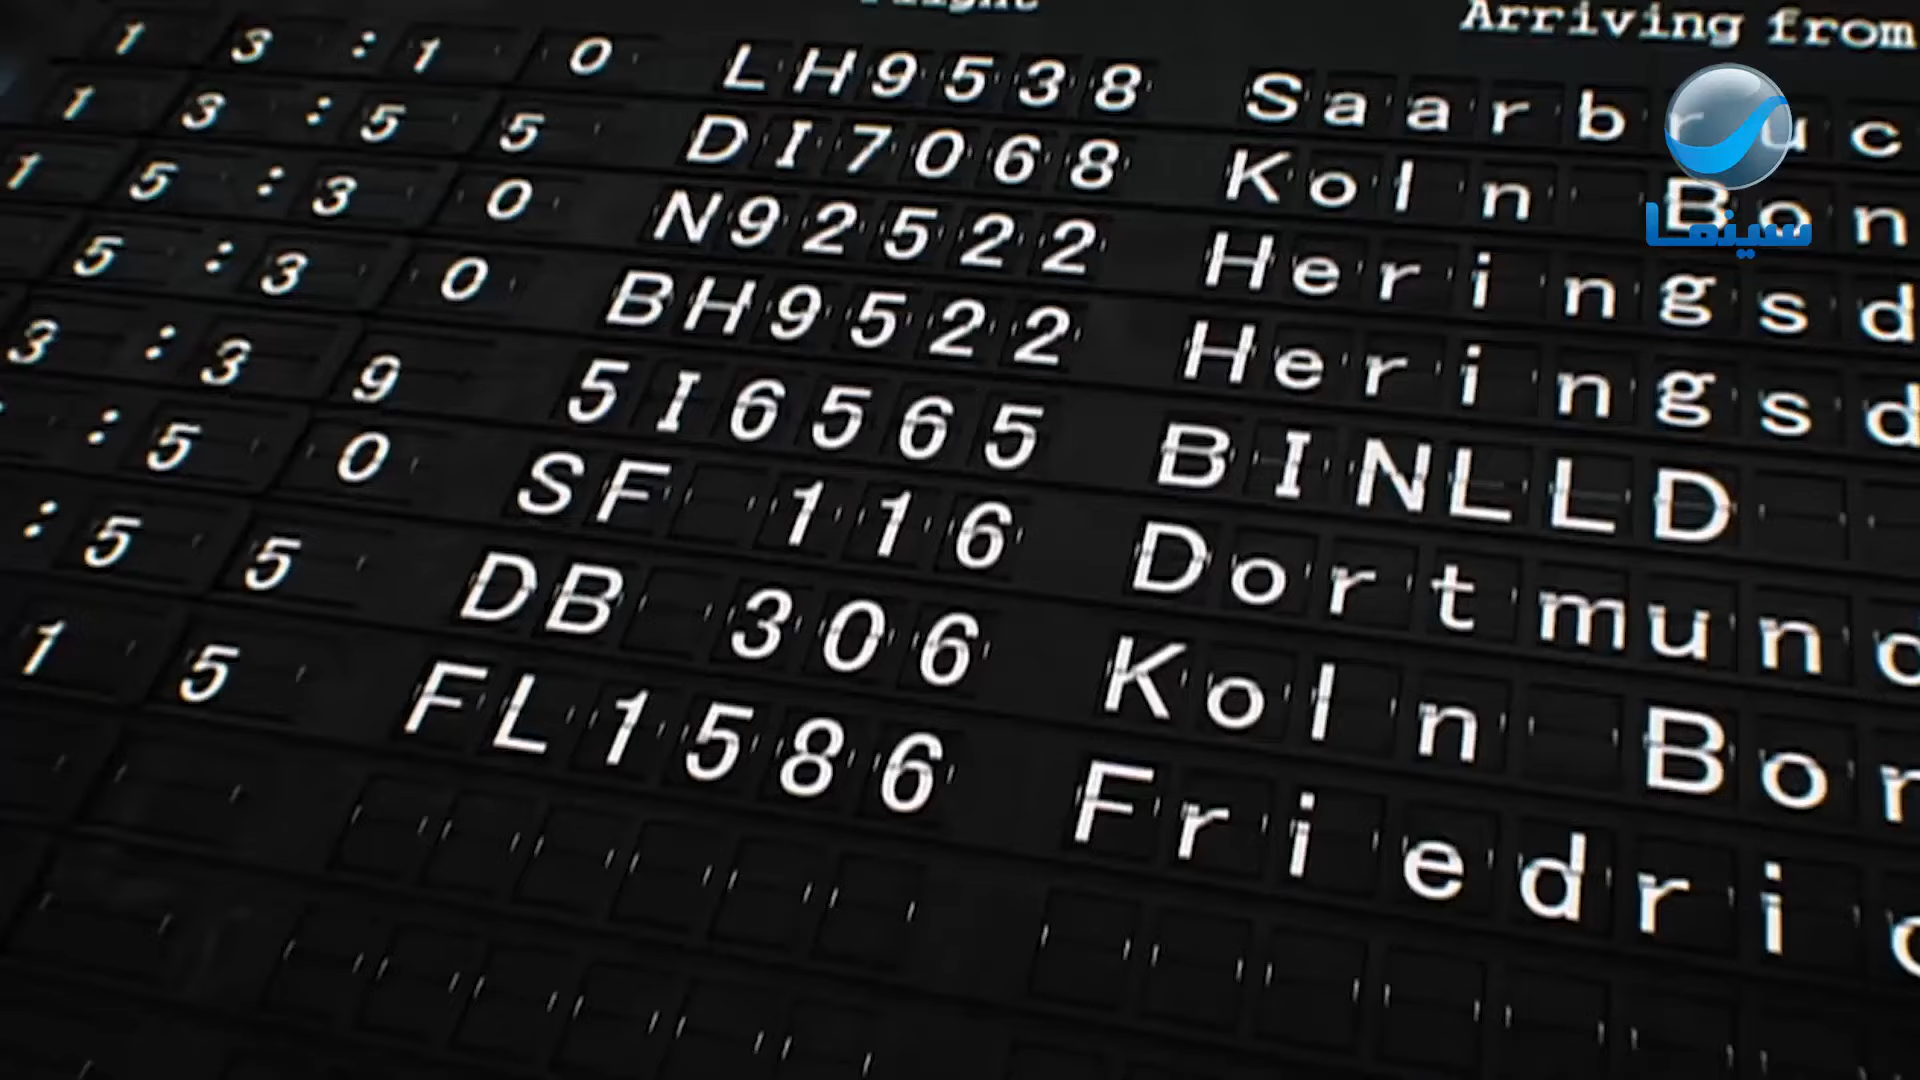 Flight Arriving from
13:10 LH9538 Saarbruc
13:55 DI7068 Koln Bon
15:30 N92522 Heringsd
5:30 BH9522 Heringsd
3:39 5I6565 BINLLD
:50 SF 116 Dortmund
:55 DB 306 Koln Bon
15 FL1586 Friedric
سينما